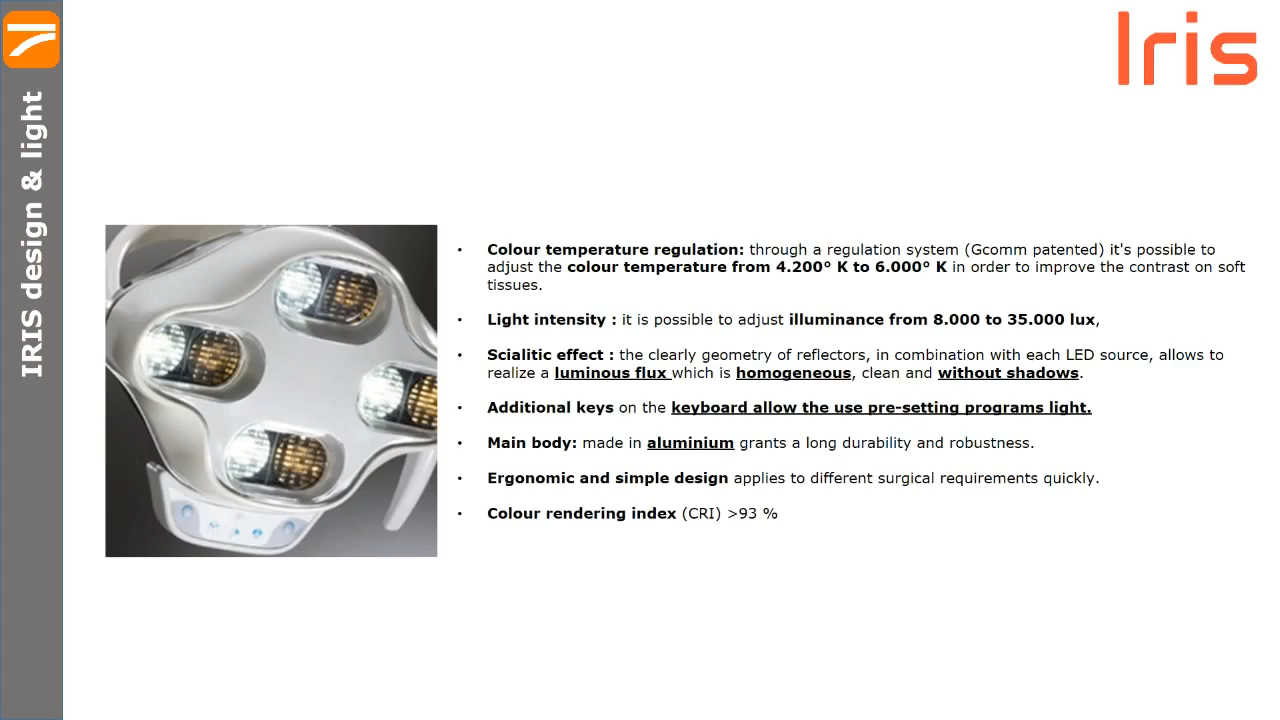 IRIS design & light
Iris
• Colour temperature regulation: through a regulation system (Gcomm patented) it's possible to
adjust the colour temperature from 4.200° K to 6.000° K in order to improve the contrast on soft
tissues.
• Light intensity : it is possible to adjust illuminance from 8.000 to 35.000 lux,
• Scialitic effect : the clearly geometry of reflectors, in combination with each LED source, allows to
realize a luminous flux which is homogeneous, clean and without shadows.
• Additional keys on the keyboard allow the use pre-setting programs light.
• Main body: made in aluminium grants a long durability and robustness.
• Ergonomic and simple design applies to different surgical requirements quickly.
• Colour rendering index (CRI) >93 %